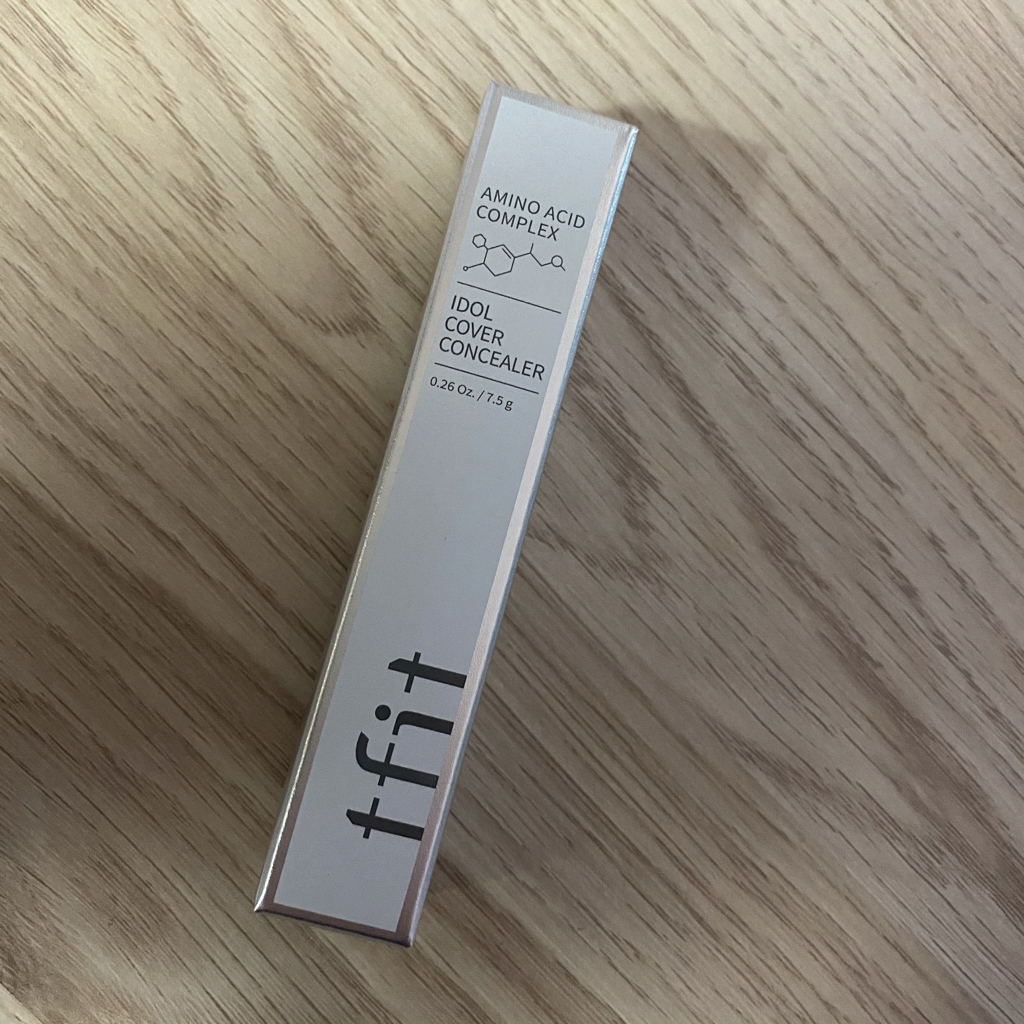 AMINO ACID
COMPLEX
IDOL
COVER
CONCEALER
0.26 Oz. / 7.5 g
tfit